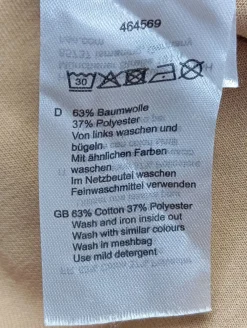 464569
30
D 63% Baumwolle
37% Polyester
Von links waschen und
bügeln
Mit ähnlichen Farben
waschen
Im Netzbeutel waschen
Feinwaschmittel verwenden
GB 63% Cotton 37% Polyester
Wash and iron inside out
Wash with similar colours
Wash in meshbag
Use mild detergent